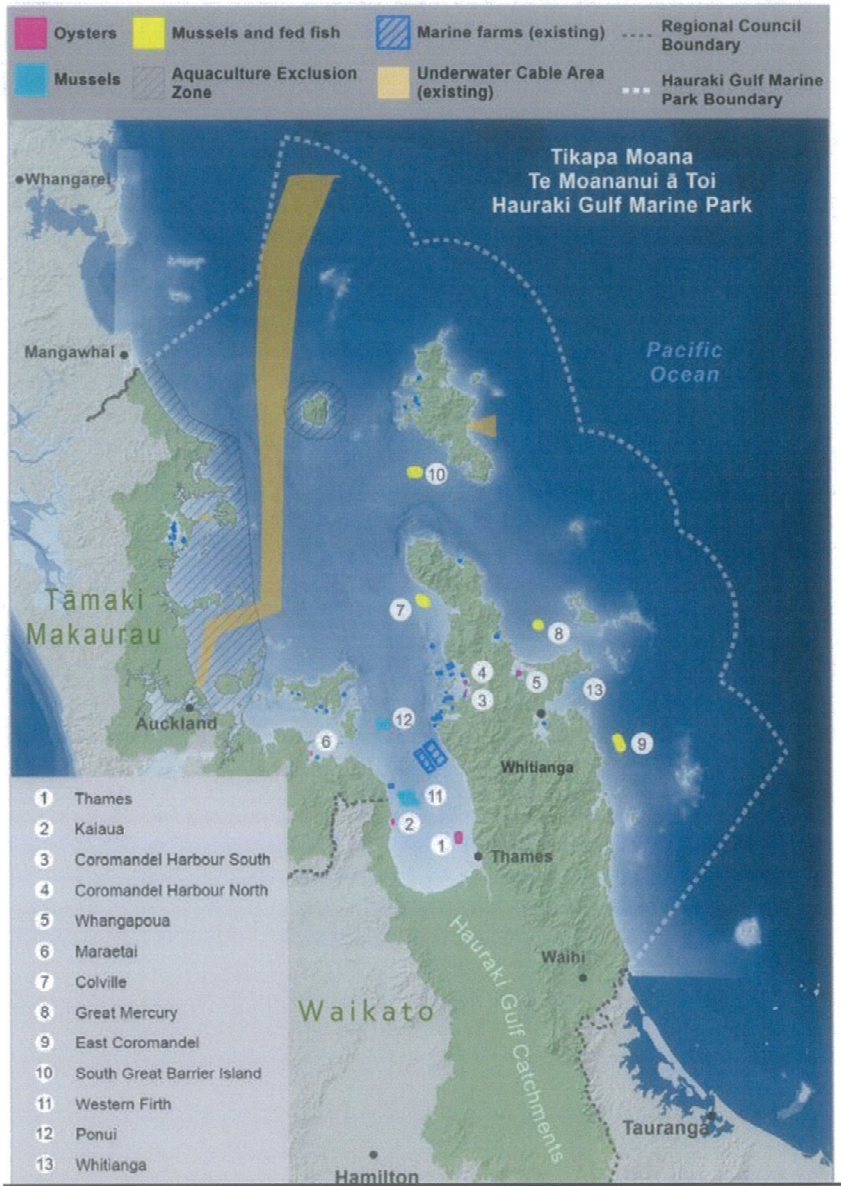 Oysters
Mussels and fed fish
Marine farms (existing)
Regional Council
Boundary
Mussels
Aquaculture Exclusion
Zone
Underwater Cable Area
(existing)
Hauraki Gulf Marine
Park Boundary
Tikapa Moana
Te Moananui ā Toi
Hauraki Gulf Marine Park
Whangarei
Mangawhai
Pacific
Ocean
10
Tāmaki
Makaurau
7
8
4
5
13
3
Auckland
12
6
9
Whitianga
11
2
1
Thames
Waihi
Hauraki Gulf Catchments
Waikato
Tauranga
Hamilton
1 Thames
2 Kaiaua
3 Coromandel Harbour South
4 Coromandel Harbour North
5 Whangapoua
6 Maraetai
7 Colville
8 Great Mercury
9 East Coromandel
10 South Great Barrier Island
11 Western Firth
12 Ponui
13 Whitianga